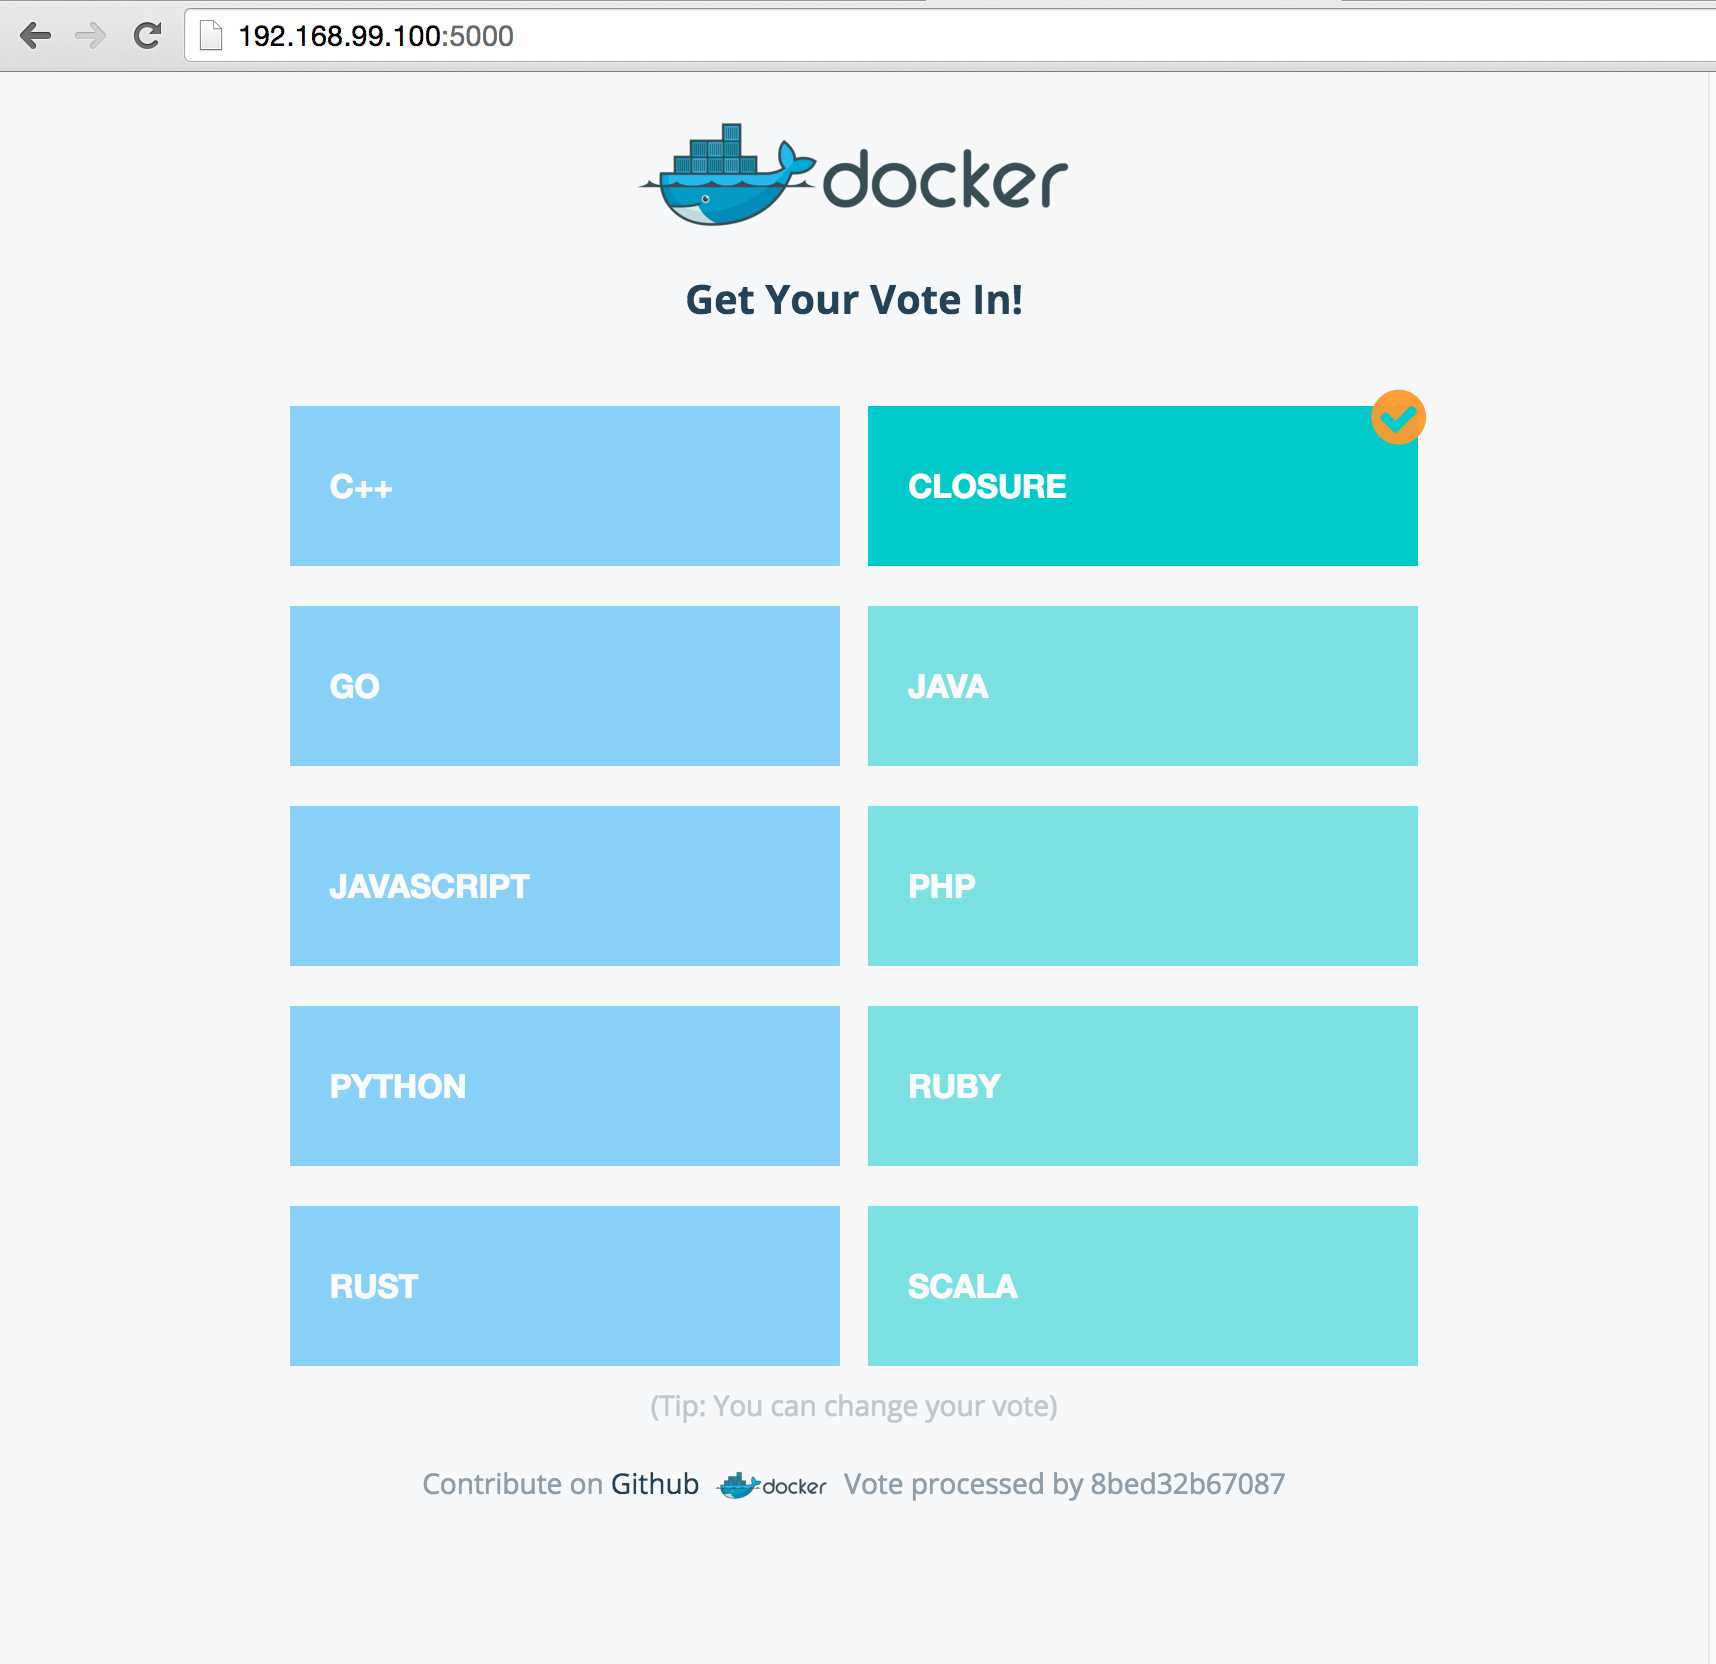 192.168.99.100:5000
docker
Get Your Vote In!
C++
CLOSURE
GO
JAVA
JAVASCRIPT
PHP
PYTHON
RUBY
RUST
SCALA
(Tip: You can change your vote)
Contribute on Github docker Vote processed by 8bed32b67087